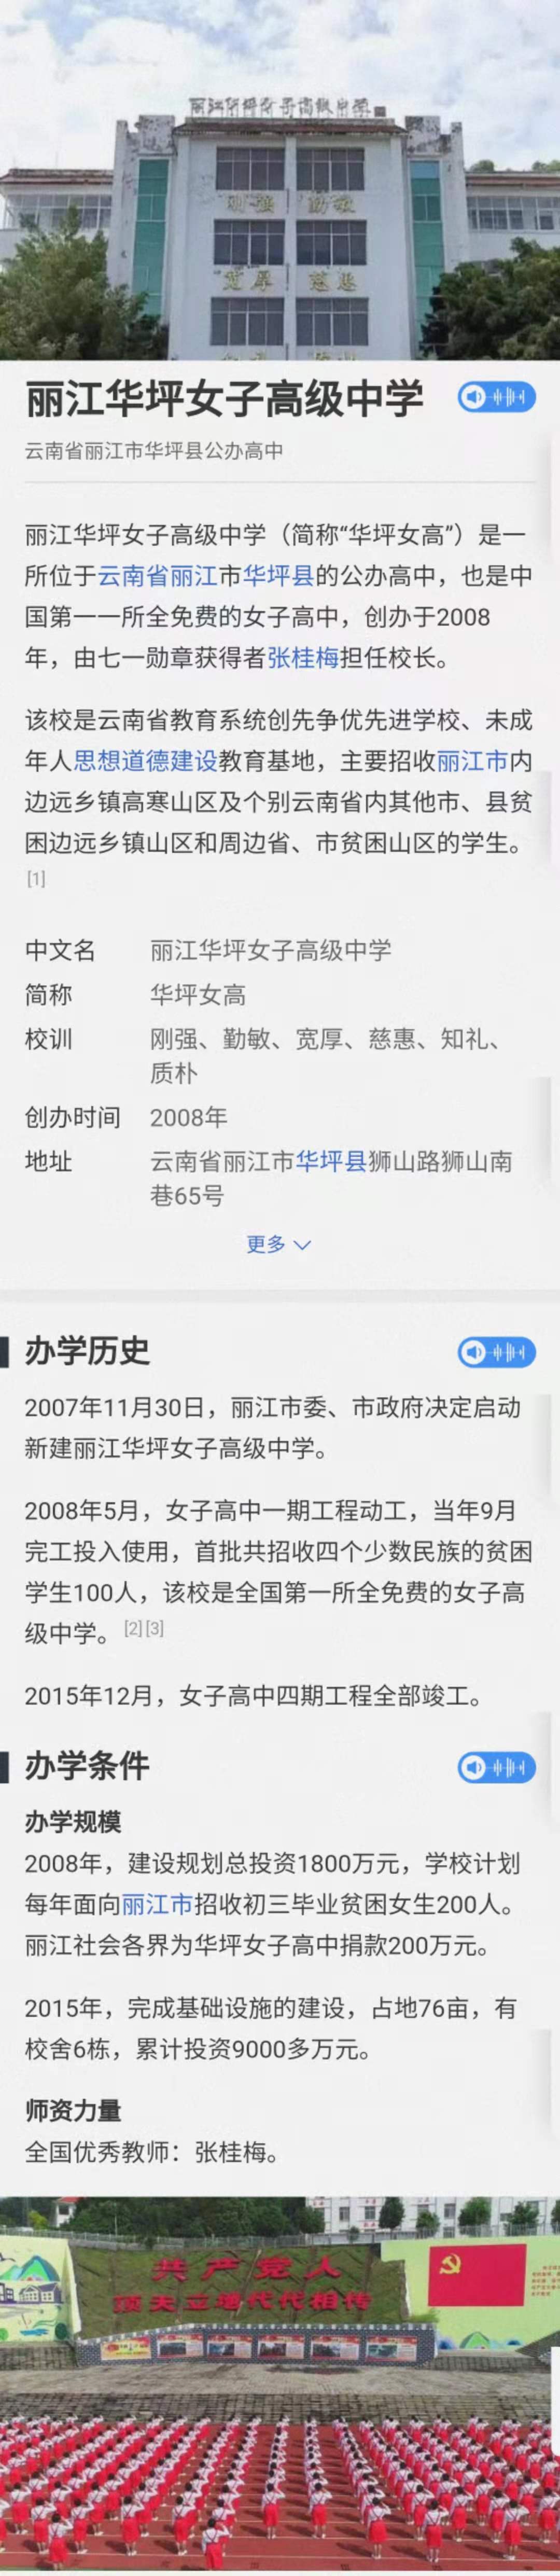 丽江华坪女子高级中学
刚强 勤敏
宽厚 慈惠
丽江华坪女子高级中学
云南省丽江市华坪县公办高中
丽江华坪女子高级中学（简称“华坪女高”）是一
所位于云南省丽江市华坪县的公办高中，也是中
国第一一所全免费的女子高中，创办于2008
年，由七一勋章获得者张桂梅担任校长。
该校是云南省教育系统创先争优先进学校、未成
年人思想道德建设教育基地，主要招收丽江市内
边远乡镇高寒山区及个别云南省内其他市、县贫
困边远乡镇山区和周边省、市贫困山区的学生。
[1]
中文名 丽江华坪女子高级中学
简称 华坪女高
校训 刚强、勤敏、宽厚、慈惠、知礼、
质朴
创办时间 2008年
地址 云南省丽江市华坪县狮山路狮山南
巷65号
更多
办学历史
2007年11月30日，丽江市委、市政府决定启动
新建丽江华坪女子高级中学。
2008年5月，女子高中一期工程动工，当年9月
完工投入使用，首批共招收四个少数民族的贫困
学生100人，该校是全国第一所全免费的女子高
级中学。[2][3]
2015年12月，女子高中四期工程全部竣工。
办学条件
办学规模
2008年，建设规划总投资1800万元，学校计划
每年面向丽江市招收初三毕业贫困女生200人。
丽江社会各界为华坪女子高中捐款200万元。
2015年，完成基础设施的建设，占地76亩，有
校舍6栋，累计投资9000多万元。
师资力量
全国优秀教师：张桂梅。
共产党人
顶天立地代代相传